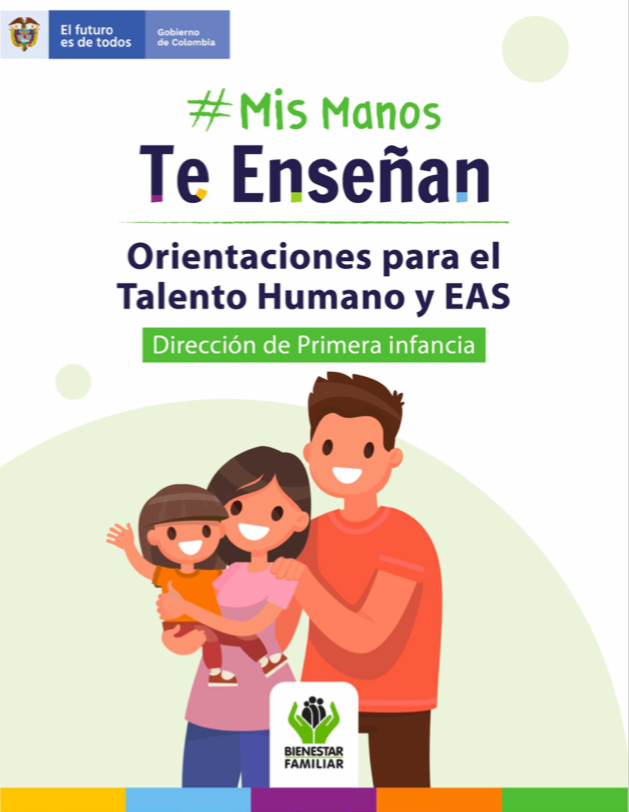 El futuro
es de todos
Gobierno
de Colombia
#Mis Manos
Te Enseñan
Orientaciones para el
Talento Humano y EAS
Dirección de Primera infancia
BIENESTAR
FAMILIAR